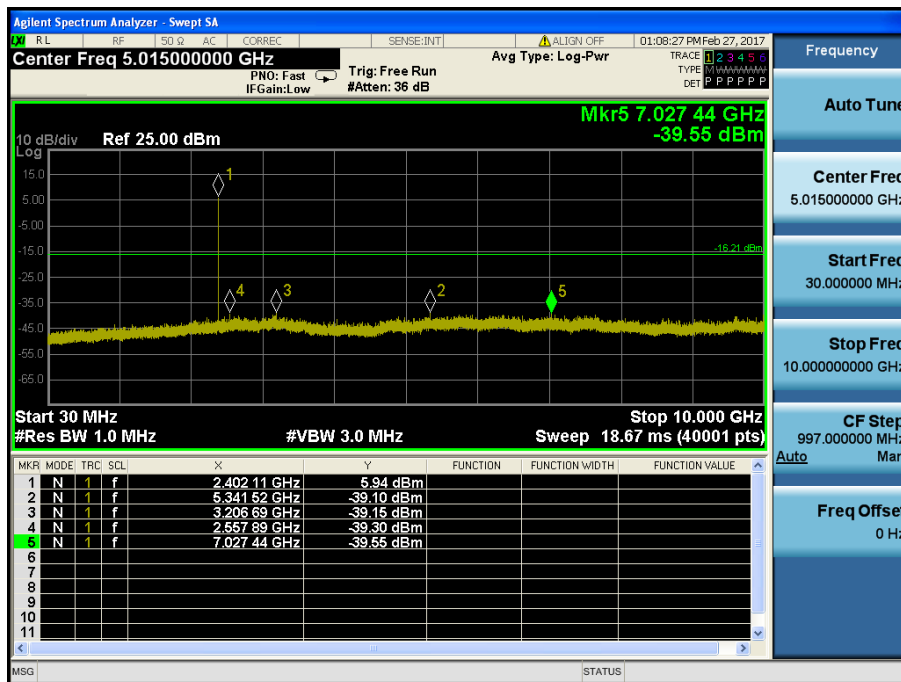 Agilent Spectrum Analyzer - Swept SA
LXI RL RF 50 Ω AC CORREC SENSE:INT ALIGN OFF 01:08:27 PM Feb 27, 2017
Center Freq 5.015000000 GHz
PNO: Fast
IFGain:Low
Trig: Free Run
#Atten: 36 dB
Avg Type: Log-Pwr
TRACE 1 2 3 4 5 6
TYPE M WWWWW
DET P P P P P P
Mkr5 7.027 44 GHz
-39.55 dBm
10 dB/div Ref 25.00 dBm
Log
15.0
5.00
-5.00
-15.0
-25.0
-35.0
-45.0
-55.0
-65.0
1
-16.21 dBm
4 3 2 5
Start 30 MHz Stop 10.000 GHz
#Res BW 1.0 MHz #VBW 3.0 MHz Sweep 18.67 ms (40001 pts)
MKR MODE TRC SCL X Y FUNCTION FUNCTION WIDTH FUNCTION VALUE
1 N 1 f 2.402 11 GHz 5.94 dBm
2 N 1 f 5.341 52 GHz -39.10 dBm
3 N 1 f 3.206 69 GHz -39.15 dBm
4 N 1 f 2.557 89 GHz -39.30 dBm
5 N 1 f 7.027 44 GHz -39.55 dBm
6
7
8
9
10
11
MSG STATUS
Frequency
Auto Tune
Center Freq
5.015000000 GHz
Start Freq
30.000000 MHz
Stop Freq
10.000000000 GHz
CF Step
997.000000 MHz
Auto Man
Freq Offset
0 Hz